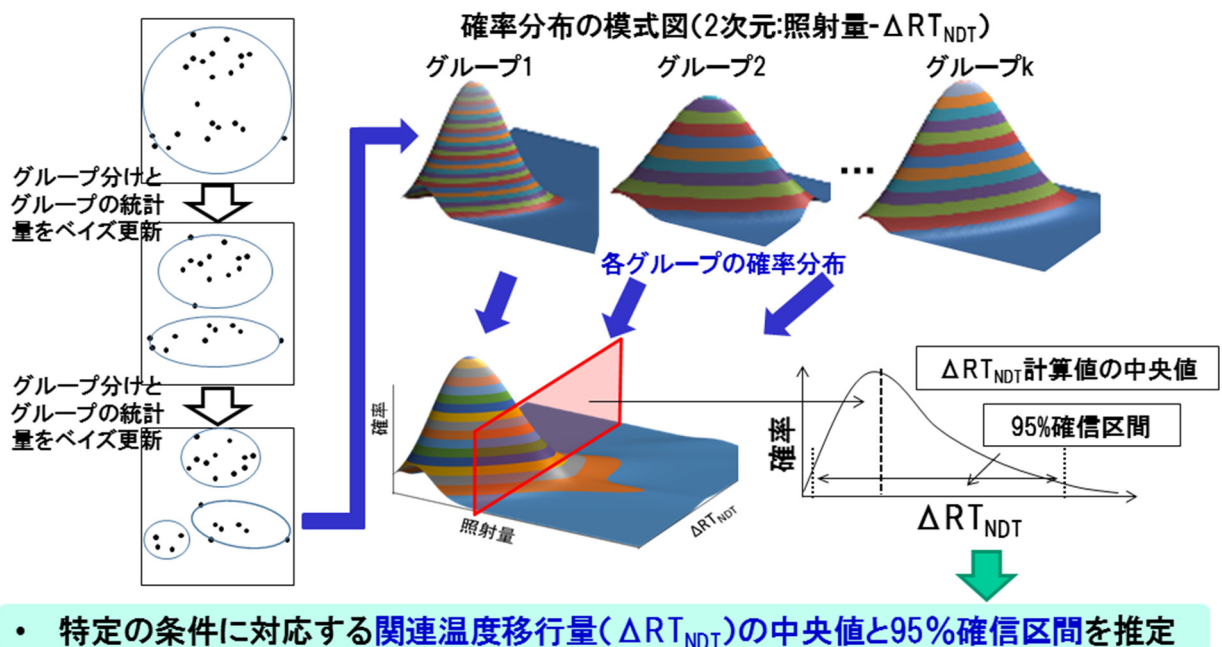 確率分布の模式図(2次元:照射量-ΔRTNDT)
グループ1
グループ2
グループk
…
グループ分けと
グループの統計
量をベイズ更新
グループ分けと
グループの統計
量をベイズ更新
各グループの確率分布
確率
照射量
ΔRTNDT
ΔRTNDT計算値の中央値
95%確信区間
確率
ΔRTNDT
• 特定の条件に対応する関連温度移行量(ΔRTNDT)の中央値と95%確信区間を推定